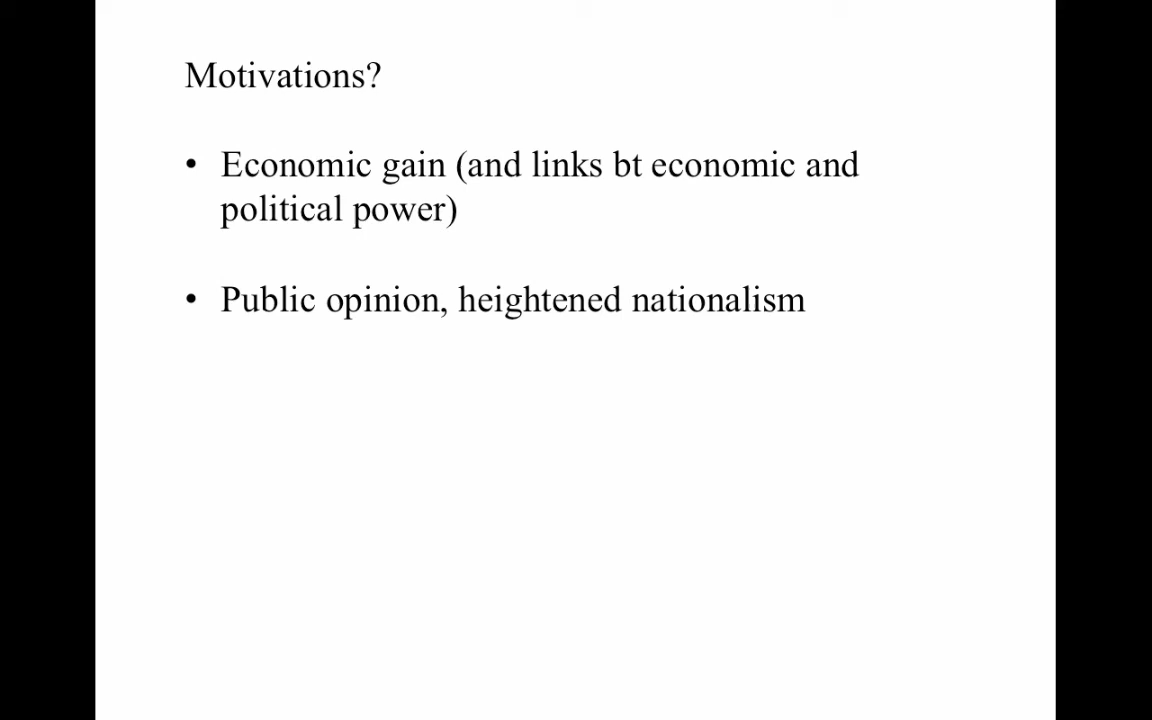 Motivations?
• Economic gain (and links bt economic and
political power)
• Public opinion, heightened nationalism